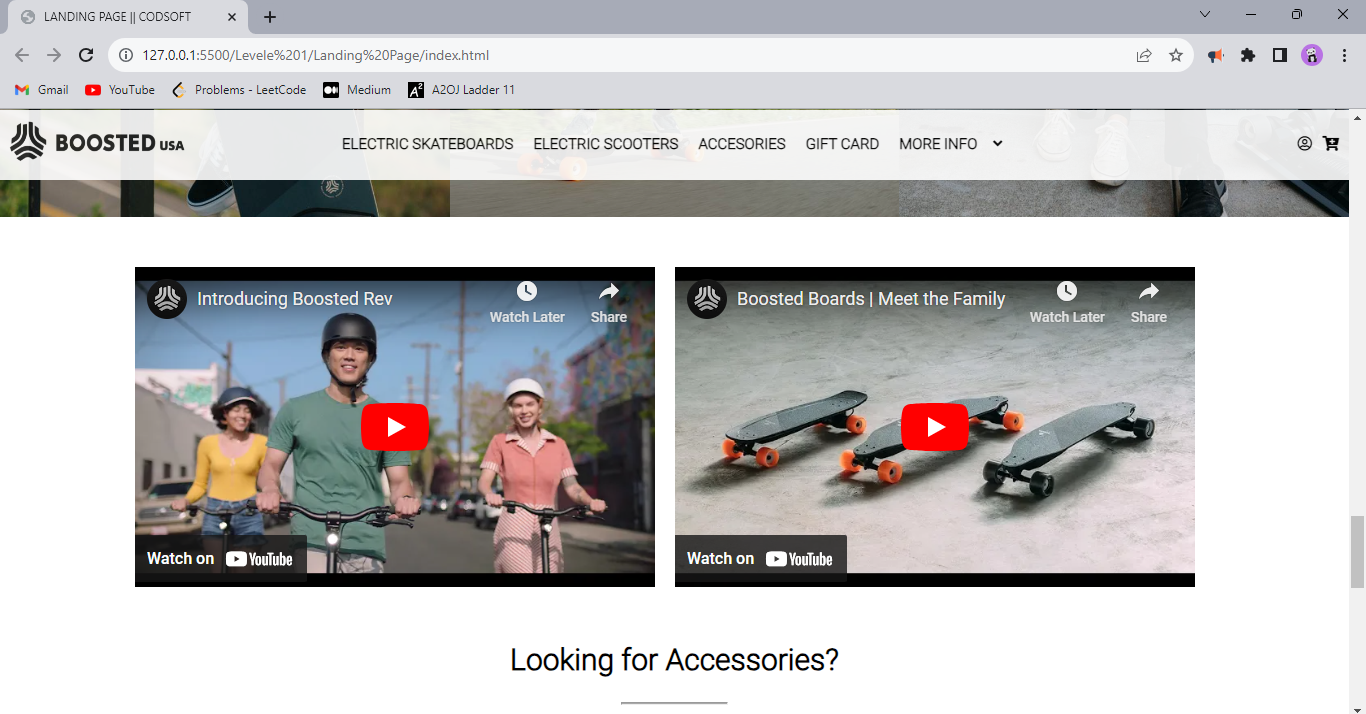 LANDING PAGE || CODSOFT
127.0.0.1:5500/Levele%201/Landing%20Page/index.html
Gmail
YouTube
Problems - LeetCode
Medium
A2OJ Ladder 11
BOOSTED USA
ELECTRIC SKATEBOARDS
ELECTRIC SCOOTERS
ACCESORIES
GIFT CARD
MORE INFO
Introducing Boosted Rev
Watch Later
Share
Watch on YouTube
Boosted Boards | Meet the Family
Watch Later
Share
Watch on YouTube
Looking for Accessories?